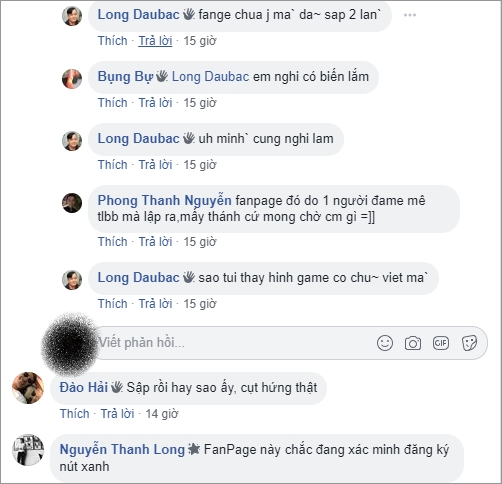 Long Daubac fange chua j ma` da~ sap 2 lan`
Thích · Trả lời · 15 giờ
Bụng Bự Long Daubac em nghi có biến lắm
Thích · Trả lời · 15 giờ
Long Daubac uh minh` cung nghi lam
Thích · Trả lời · 15 giờ
Phong Thanh Nguyễn fanpage đó do 1 người đame mê
tlbb mà lập ra,mấy thánh cứ mong chờ cm gì =]]
Thích · Trả lời · 15 giờ
Long Daubac sao tui thay hinh game co chu~ viet ma`
Thích · Trả lời · 15 giờ
Viết phản hồi...
GIF
Đào Hải Sập rồi hay sao ấy, cụt hứng thật
Thích · Trả lời · 14 giờ
Nguyễn Thanh Long FanPage này chắc đang xác minh đăng ký
nút xanh